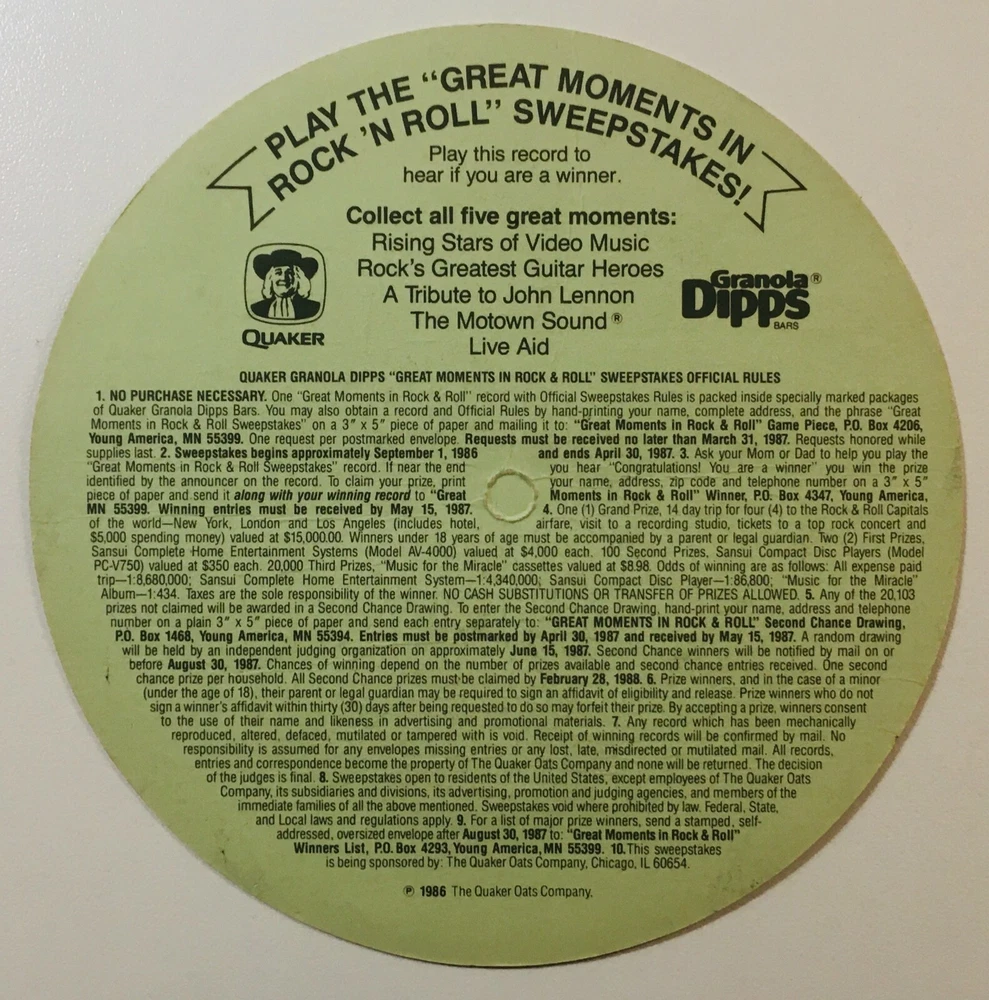 PLAY THE “GREAT MOMENTS IN
ROCK ’N ROLL” SWEEPSTAKES!
Play this record to
hear if you are a winner.
Collect all five great moments:
Rising Stars of Video Music
Rock’s Greatest Guitar Heroes
A Tribute to John Lennon
The Motown Sound®
Live Aid
QUAKER
Granola®
Dipps
BARS
QUAKER GRANOLA DIPPS “GREAT MOMENTS IN ROCK & ROLL” SWEEPSTAKES OFFICIAL RULES
1. NO PURCHASE NECESSARY. One “Great Moments in Rock & Roll” record with Official Sweepstakes Rules is packed inside specially marked packages
of Quaker Granola Dipps Bars. You may also obtain a record and Official Rules by hand-printing your name, complete address, and the phrase “Great
Moments in Rock & Roll Sweepstakes” on a 3″ x 5″ piece of paper and mailing it to: “Great Moments in Rock & Roll” Game Piece, P.O. Box 4206,
Young America, MN 55399. One request per postmarked envelope. Requests must be received no later than March 31, 1987. Requests honored while
supplies last. 2. Sweepstakes begins approximately September 1, 1986 and ends April 30, 1987. 3. Ask your Mom or Dad to help you play the
“Great Moments in Rock & Roll Sweepstakes” record. If near the end you hear “Congratulations! You are a winner” you win the prize
identified by the announcer on the record. To claim your prize, print your name, address, zip code and telephone number on a 3″ x 5″
piece of paper and send it along with your winning record to “Great Moments in Rock & Roll” Winner, P.O. Box 4347, Young America,
MN 55399. Winning entries must be received by May 15, 1987. 4. One (1) Grand Prize, 14 day trip for four (4) to the Rock & Roll Capitals
of the world—New York, London and Los Angeles (includes hotel, airfare, visit to a recording studio, tickets to a top rock concert and
$5,000 spending money) valued at $15,000.00. Winners under 18 years of age must be accompanied by a parent or legal guardian. Two (2) First Prizes,
Sansui Complete Home Entertainment Systems (Model AV-4000) valued at $4,000 each. 100 Second Prizes, Sansui Compact Disc Players (Model
PC-V750) valued at $350 each. 20,000 Third Prizes, “Music for the Miracle” cassettes valued at $8.98. Odds of winning are as follows: All expense paid
trip—1:8,680,000; Sansui Complete Home Entertainment System—1:4,340,000; Sansui Compact Disc Player—1:86,800; “Music for the Miracle”
Album—1:434. Taxes are the sole responsibility of the winner. NO CASH SUBSTITUTIONS OR TRANSFER OF PRIZES ALLOWED. 5. Any of the 20,103
prizes not claimed will be awarded in a Second Chance Drawing. To enter the Second Chance Drawing, hand-print your name, address and telephone
number on a plain 3″ x 5″ piece of paper and send each entry separately to: “GREAT MOMENTS IN ROCK & ROLL” Second Chance Drawing,
P.O. Box 1468, Young America, MN 55394. Entries must be postmarked by April 30, 1987 and received by May 15, 1987. A random drawing
will be held by an independent judging organization on approximately June 15, 1987. Second Chance winners will be notified by mail on or
before August 30, 1987. Chances of winning depend on the number of prizes available and second chance entries received. One second
chance prize per household. All Second Chance prizes must be claimed by February 28, 1988. 6. Prize winners, and in the case of a minor
(under the age of 18), their parent or legal guardian may be required to sign an affidavit of eligibility and release. Prize winners who do not
sign a winner’s affidavit within thirty (30) days after being requested to do so may forfeit their prize. By accepting a prize, winners consent
to the use of their name and likeness in advertising and promotional materials. 7. Any record which has been mechanically
reproduced, altered, defaced, mutilated or tampered with is void. Receipt of winning records will be confirmed by mail. No
responsibility is assumed for any envelopes missing entries or any lost, late, misdirected or mutilated mail. All records,
entries and correspondence become the property of The Quaker Oats Company and none will be returned. The decision
of the judges is final. 8. Sweepstakes open to residents of the United States, except employees of The Quaker Oats
Company, its subsidiaries and divisions, its advertising, promotion and judging agencies, and members of the
immediate families of all the above mentioned. Sweepstakes void where prohibited by law. Federal, State,
and Local laws and regulations apply. 9. For a list of major prize winners, send a stamped, self-
addressed, oversized envelope after August 30, 1987 to: “Great Moments in Rock & Roll”
Winners List, P.O. Box 4293, Young America, MN 55399. 10. This sweepstakes
is being sponsored by: The Quaker Oats Company, Chicago, IL 60654.
℗ 1986 The Quaker Oats Company.